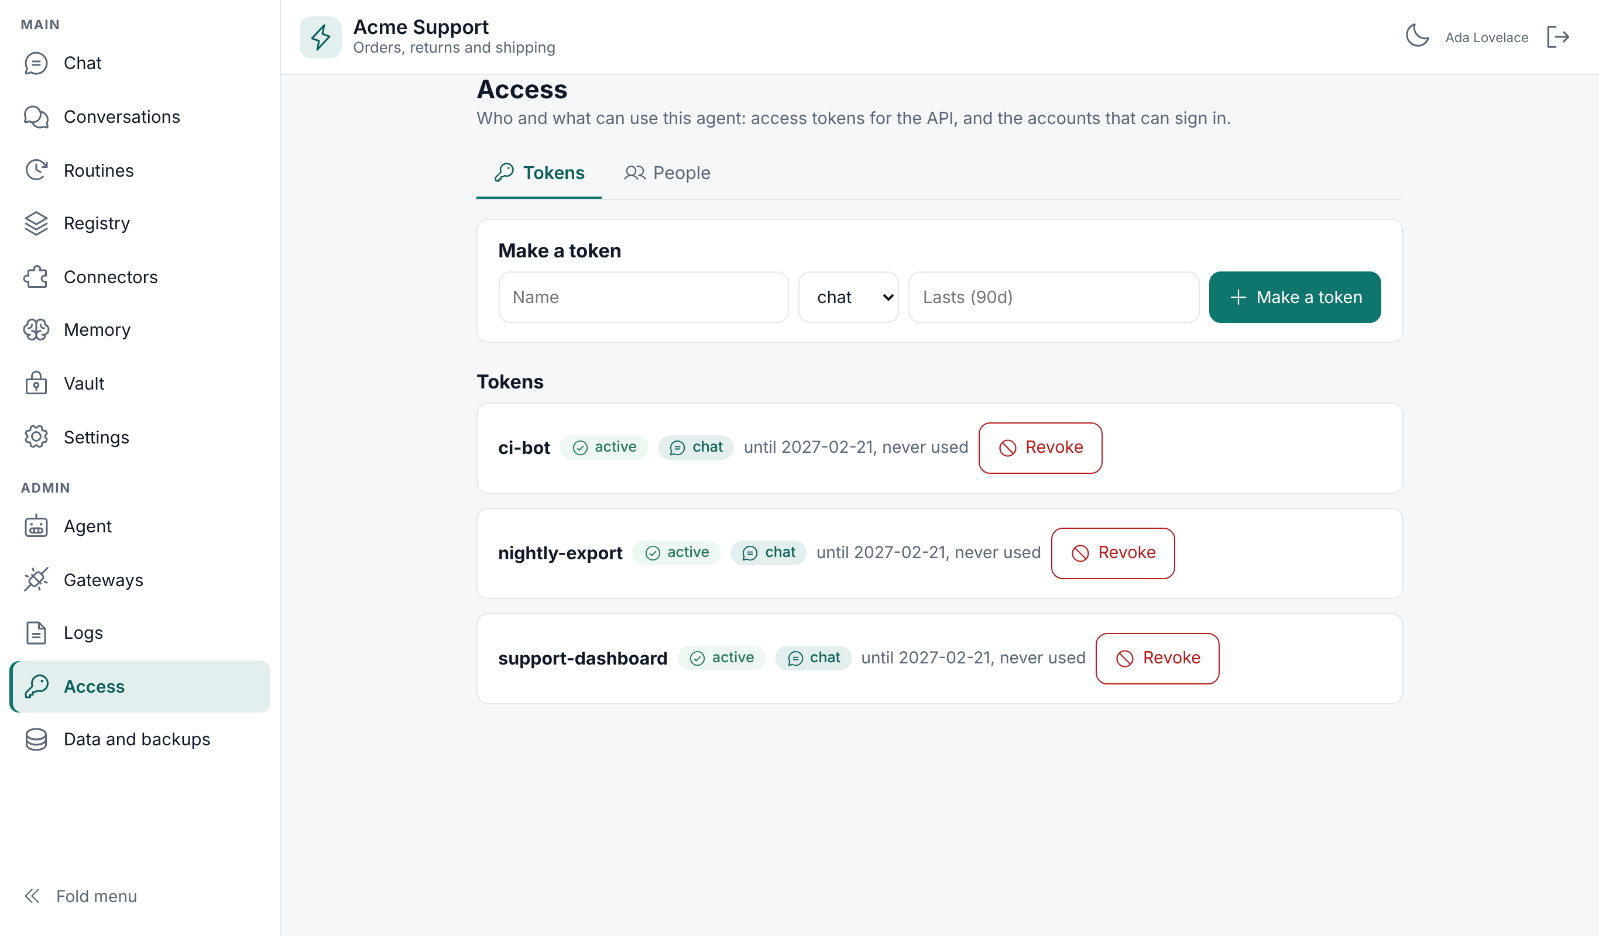 MAIN
Chat
Conversations
Routines
Registry
Connectors
Memory
Vault
Settings
ADMIN
Agent
Gateways
Logs
Access
Data and backups
Fold menu
Acme Support
Orders, returns and shipping
Ada Lovelace
Access
Who and what can use this agent: access tokens for the API, and the accounts that can sign in.
Tokens People
Make a token
Name chat Lasts (90d) Make a token
Tokens
ci-bot active chat until 2027-02-21, never used Revoke
nightly-export active chat until 2027-02-21, never used Revoke
support-dashboard active chat until 2027-02-21, never used Revoke